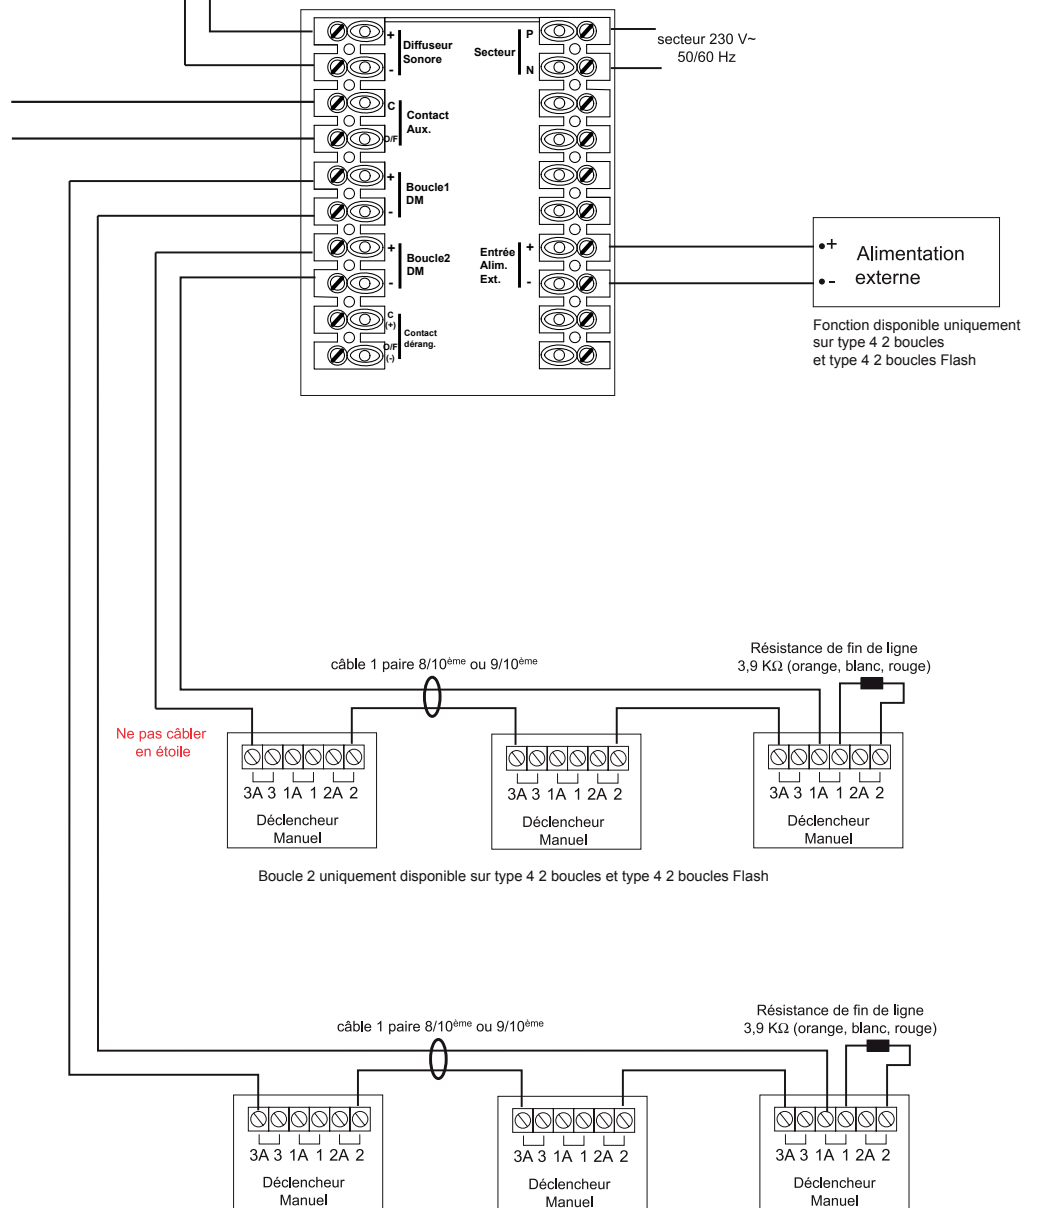 +
Diffuseur
Sonore
-
Secteur
P
N
secteur 230 V~
50/60 Hz
C
Contact
Aux.
O/F
+
Boucle1
DM
-
+
Boucle2
DM
-
Entrée
Alim.
Ext.
+
-
+
-
Alimentation
externe
C
(+)
Contact
dérang.
O/F
(-)
Fonction disponible uniquement
sur type 4 2 boucles
et type 4 2 boucles Flash
câble 1 paire 8/10ème ou 9/10ème
Résistance de fin de ligne
3,9 KΩ (orange, blanc, rouge)
Ne pas câbler
en étoile
3A 3 1A 1 2A 2
Déclencheur
Manuel
3A 3 1A 1 2A 2
Déclencheur
Manuel
3A 3 1A 1 2A 2
Déclencheur
Manuel
Boucle 2 uniquement disponible sur type 4 2 boucles et type 4 2 boucles Flash
câble 1 paire 8/10ème ou 9/10ème
Résistance de fin de ligne
3,9 KΩ (orange, blanc, rouge)
3A 3 1A 1 2A 2
Déclencheur
Manuel
3A 3 1A 1 2A 2
Déclencheur
Manuel
3A 3 1A 1 2A 2
Déclencheur
Manuel